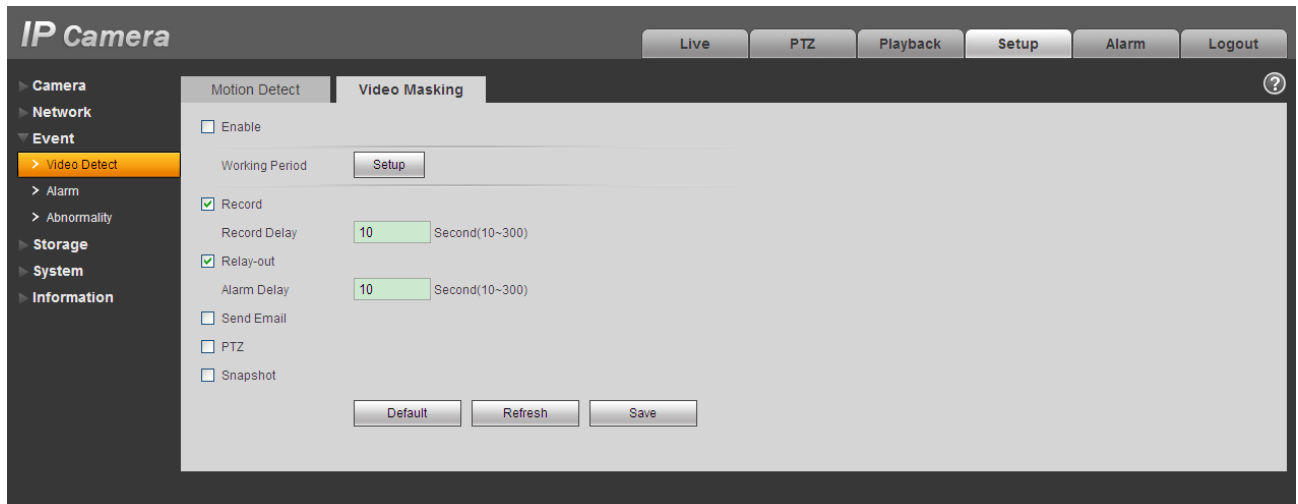 IP Camera
Live PTZ Playback Setup Alarm Logout
Camera
Network
Event
> Video Detect
> Alarm
> Abnormality
Storage
System
Information
Motion Detect Video Masking
?
Enable
Working Period Setup
Record
Record Delay 10 Second(10~300)
Relay-out
Alarm Delay 10 Second(10~300)
Send Email
PTZ
Snapshot
Default Refresh Save